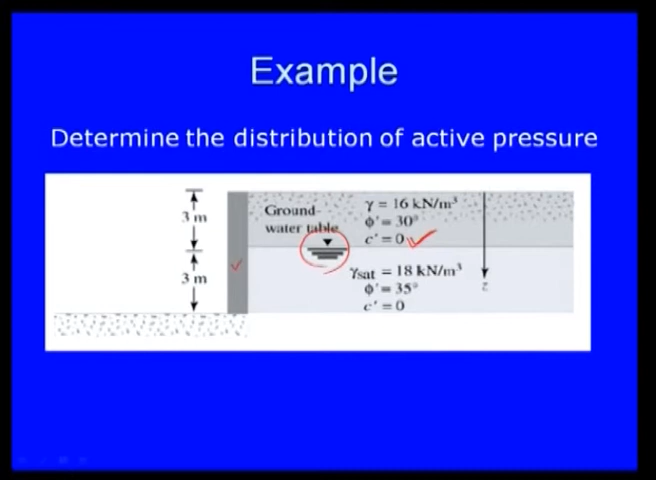 Example
Determine the distribution of active pressure
3 m
3 m
Ground-
water table
γ = 16 kN/m³
ϕ' = 30°
c' = 0
γsat = 18 kN/m³
ϕ' = 35°
c' = 0
z